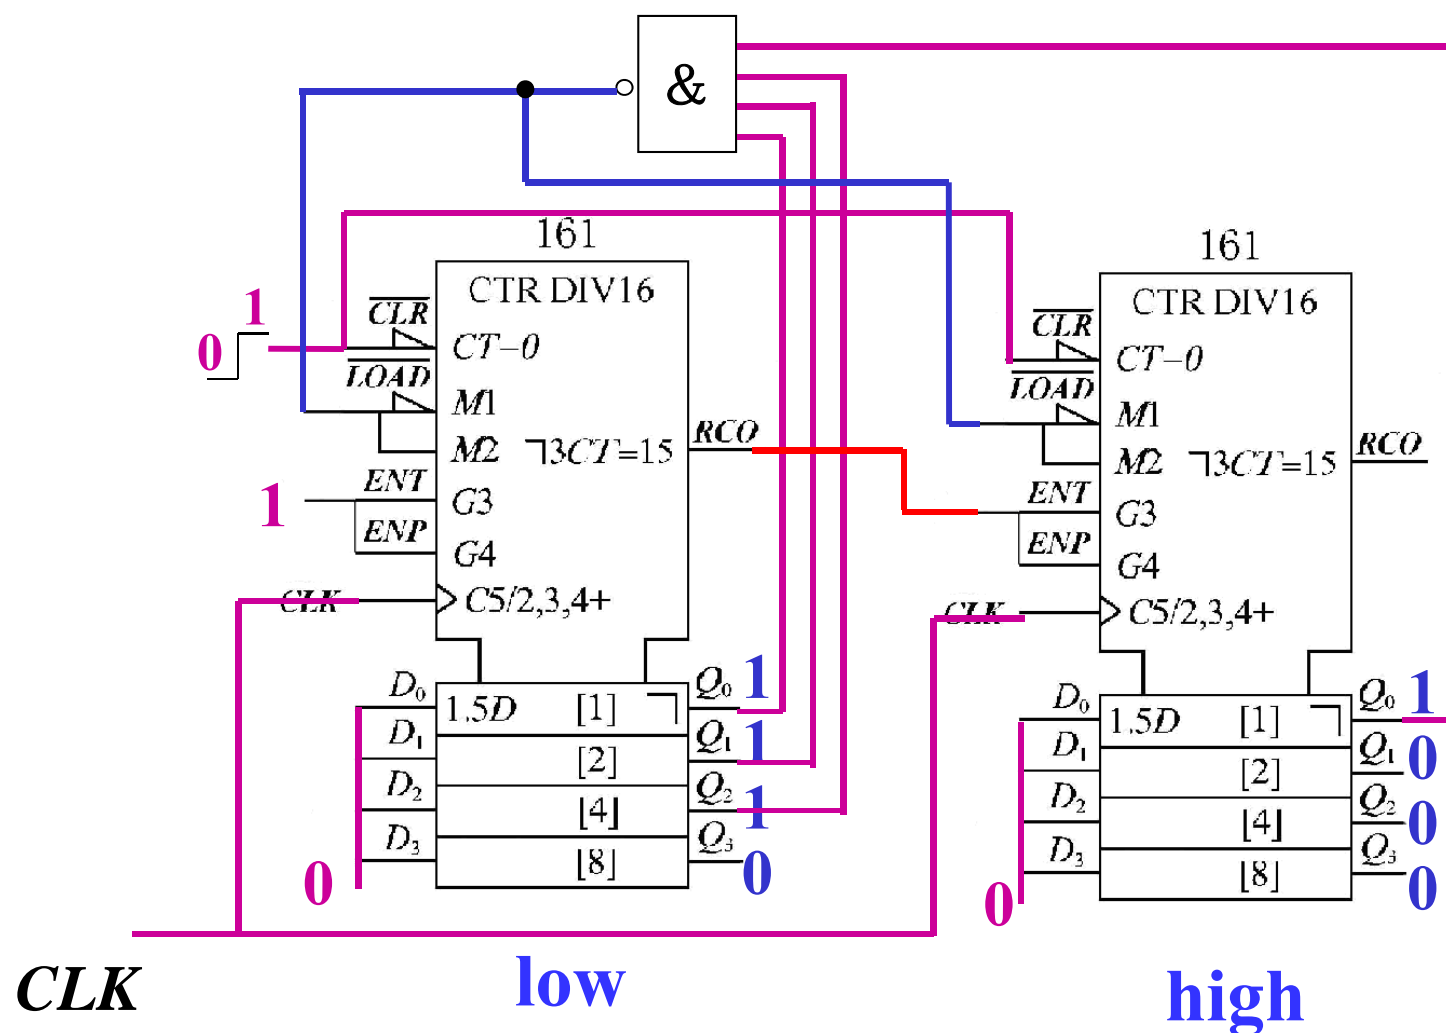 &
161
161
CTR DIV16
CTR DIV16
1
0
CLR
CT-0
CLR
CT-0
LOAD
M1
LOAD
M1
M2
¬3CT=15
RCO
M2
¬3CT=15
RCO
1
ENT
G3
ENT
G3
ENP
G4
ENP
G4
CLK
C5/2,3,4+
CLK
C5/2,3,4+
D0
1.5D
[1]
Q0
1
D0
1.5D
[1]
Q0
1
D1
[2]
Q1
1
D1
[2]
Q1
0
D2
[4]
Q2
1
D2
[4]
Q2
0
D3
[8]
Q3
0
D3
[8]
Q3
0
0
0
CLK
low
high